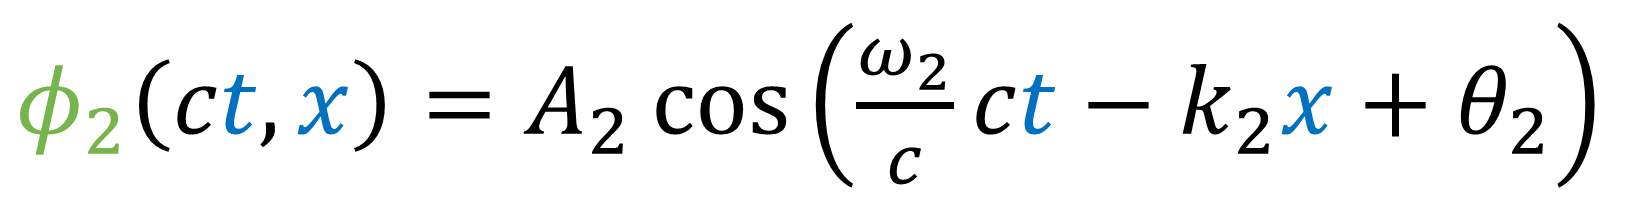 ϕ₂(ct, x) = A₂ cos(ω₂/c ct − k₂x + θ₂)